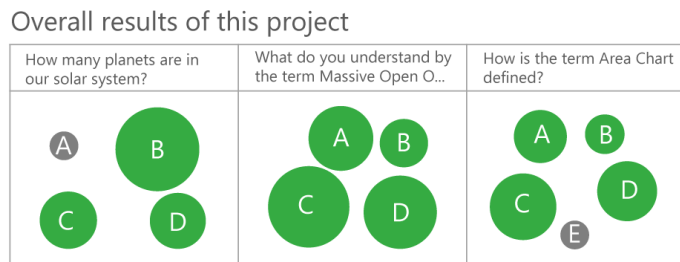 Overall results of this project
How many planets are in
our solar system?
A
B
C
D
What do you understand by
the term Massive Open O...
A
B
C
D
How is the term Area Chart
defined?
A
B
C
D
E